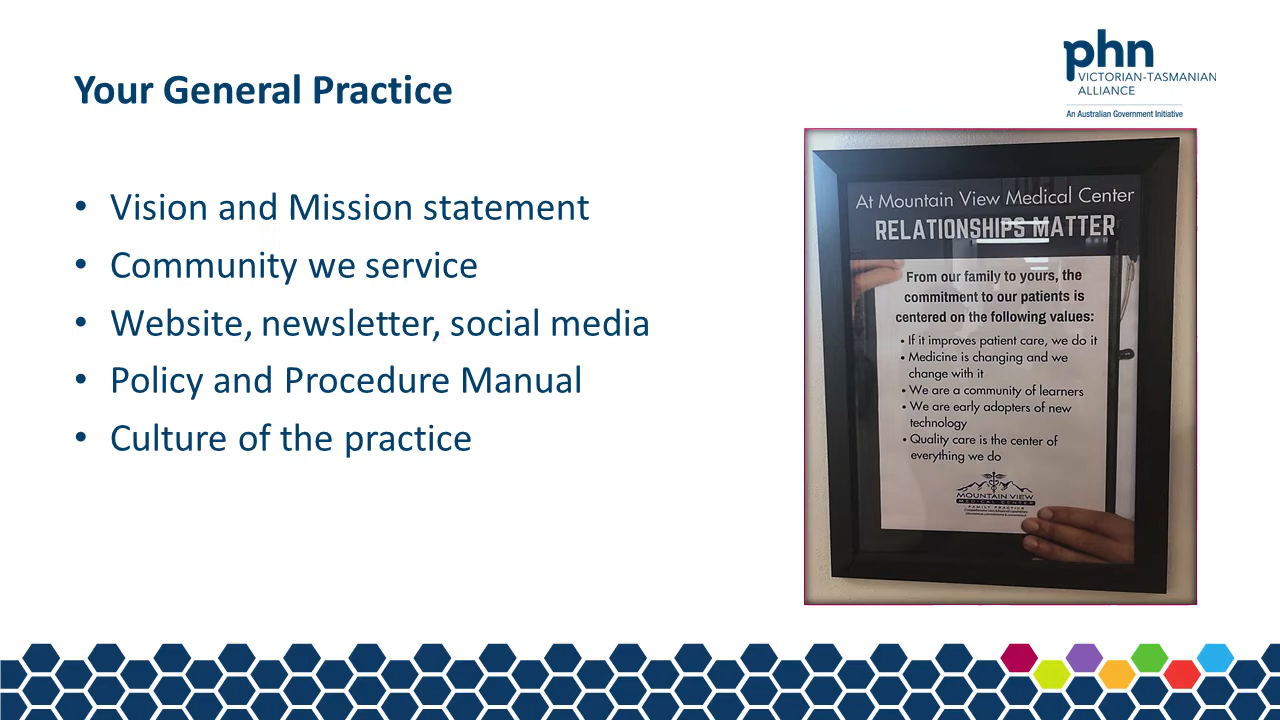 Your General Practice
phn
VICTORIAN-TASMANIAN
ALLIANCE
An Australian Government Initiative
• Vision and Mission statement
• Community we service
• Website, newsletter, social media
• Policy and Procedure Manual
• Culture of the practice
At Mountain View Medical Center
RELATIONSHIPS MATTER
From our family to yours, the
commitment to our patients is
centered on the following values:
• If it improves patient care, we do it
• Medicine is changing and we
change with it
• We are a community of learners
• We are early adopters of new
technology
• Quality care is the center of
everything we do
MOUNTAIN VIEW
MEDICAL CENTER
FAMILY PRACTICE